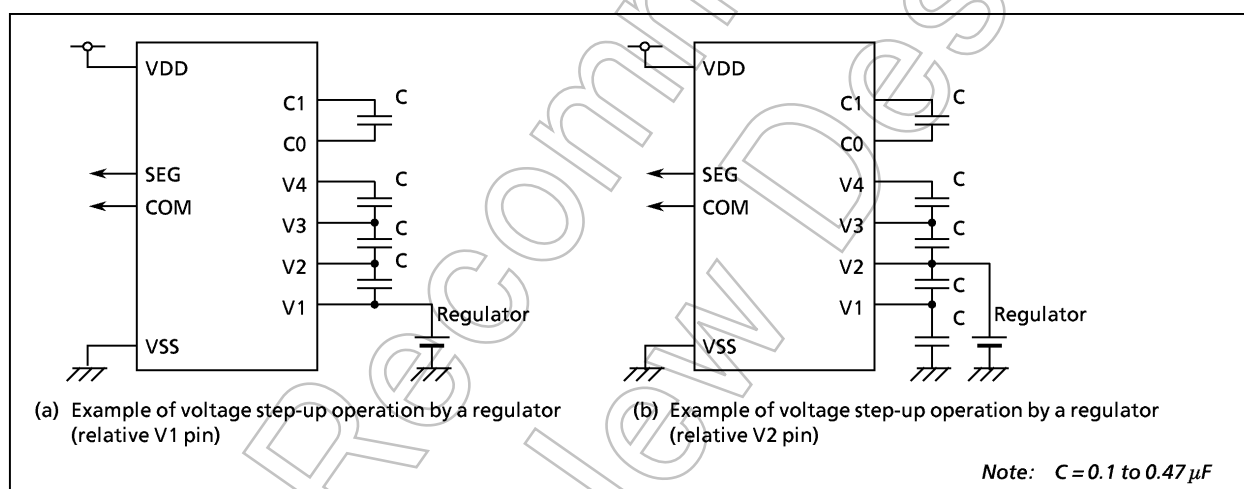 VDD
C1
C
C0
SEG
V4
C
COM
V3
C
V2
C
V1
Regulator
VSS
(a) Example of voltage step-up operation by a regulator
(relative V1 pin)
VDD
C1
C
C0
SEG
V4
C
COM
V3
C
V2
C
V1
C
Regulator
VSS
(b) Example of voltage step-up operation by a regulator
(relative V2 pin)
Note: C = 0.1 to 0.47 μF